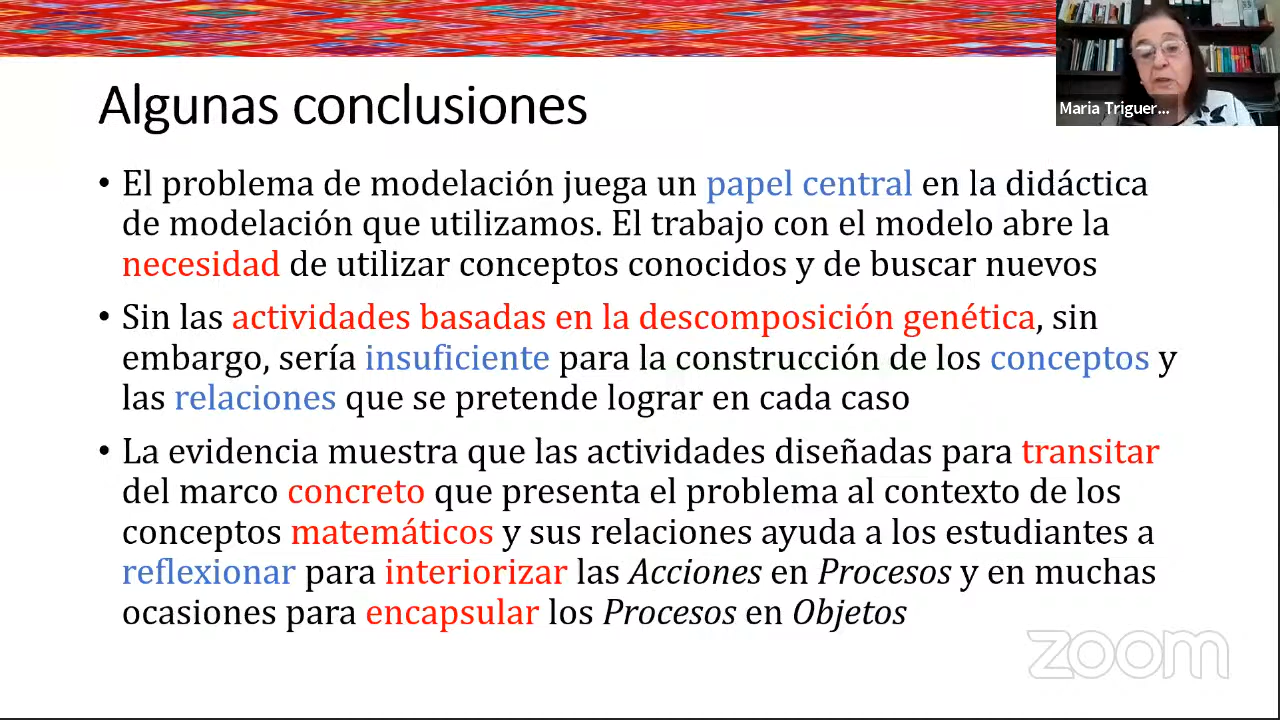 Maria Triguer...
Algunas conclusiones
• El problema de modelación juega un papel central en la didáctica
de modelación que utilizamos. El trabajo con el modelo abre la
necesidad de utilizar conceptos conocidos y de buscar nuevos
• Sin las actividades basadas en la descomposición genética, sin
embargo, sería insuficiente para la construcción de los conceptos y
las relaciones que se pretende lograr en cada caso
• La evidencia muestra que las actividades diseñadas para transitar
del marco concreto que presenta el problema al contexto de los
conceptos matemáticos y sus relaciones ayuda a los estudiantes a
reflexionar para interiorizar las Acciones en Procesos y en muchas
ocasiones para encapsular los Procesos en Objetos
zoom